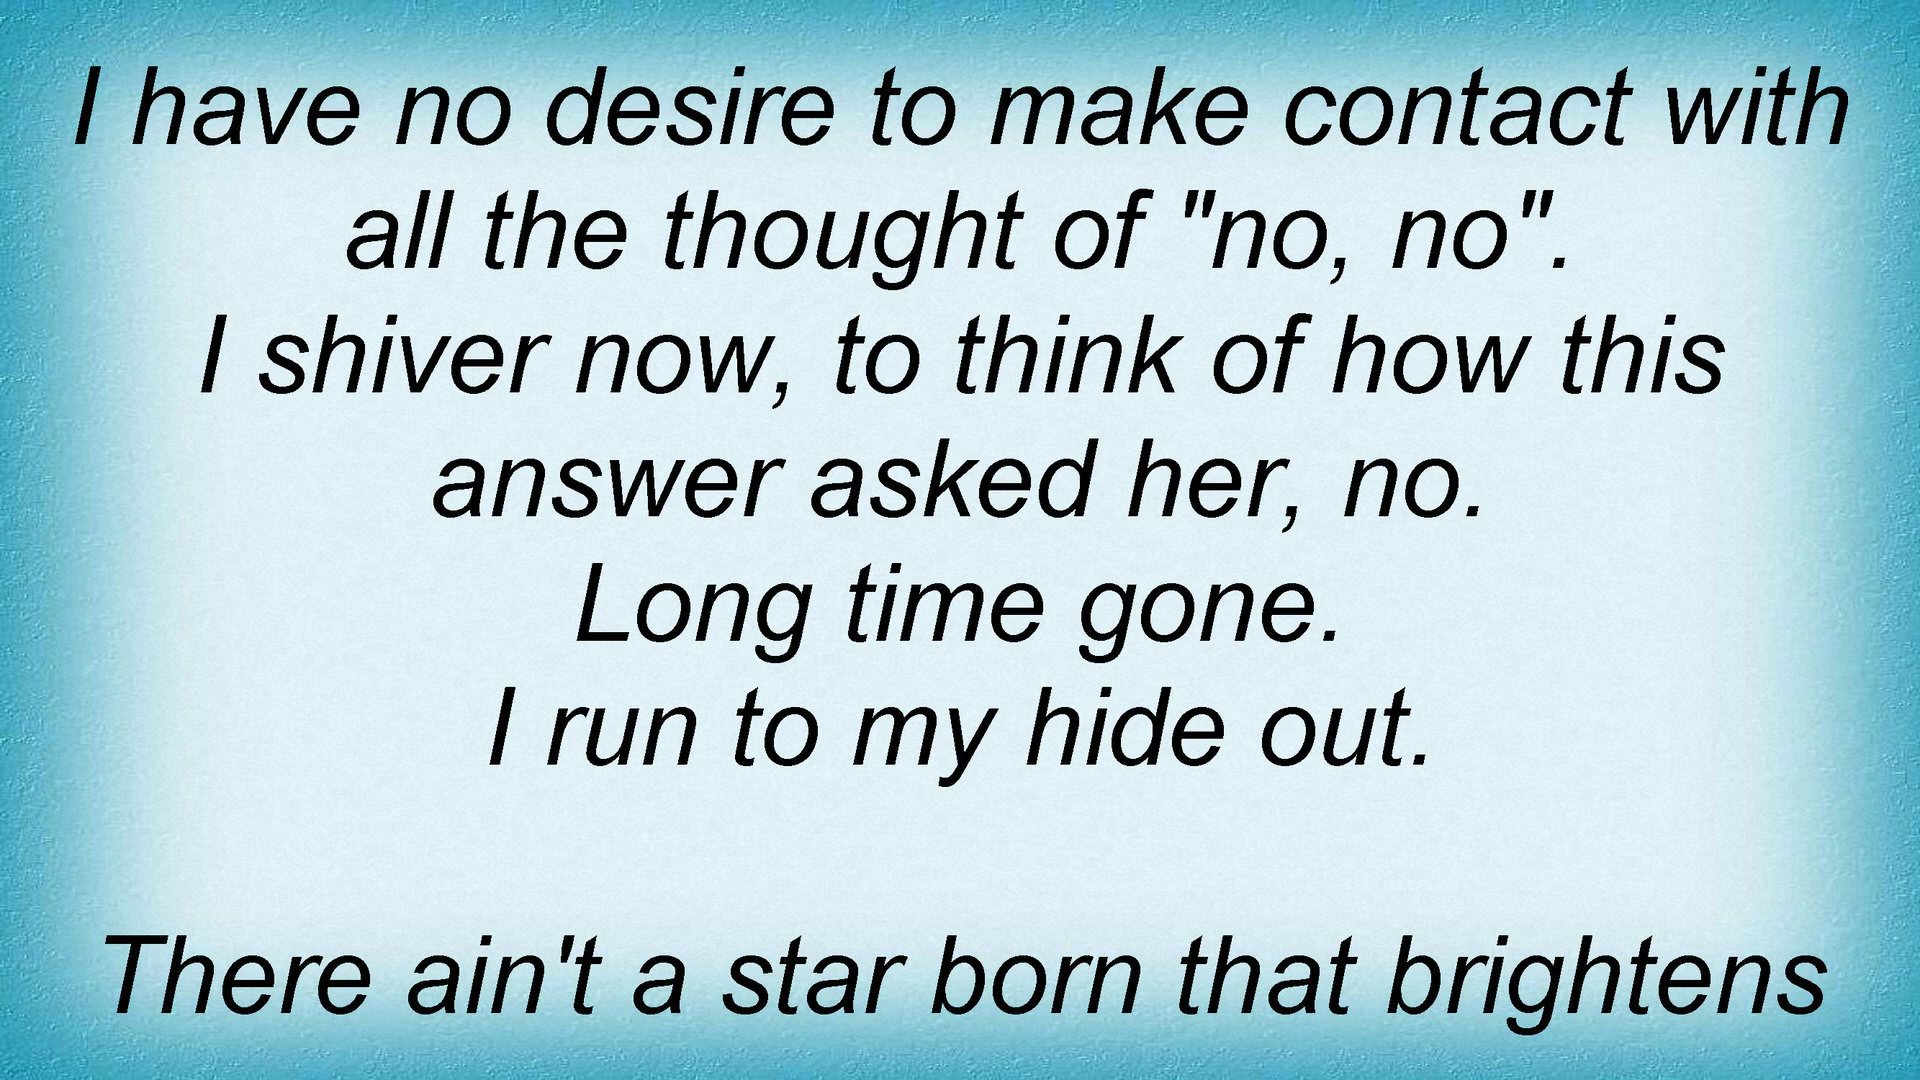 I have no desire to make contact with
all the thought of "no, no".
I shiver now, to think of how this
answer asked her, no.
Long time gone.
I run to my hide out.
There ain't a star born that brightens